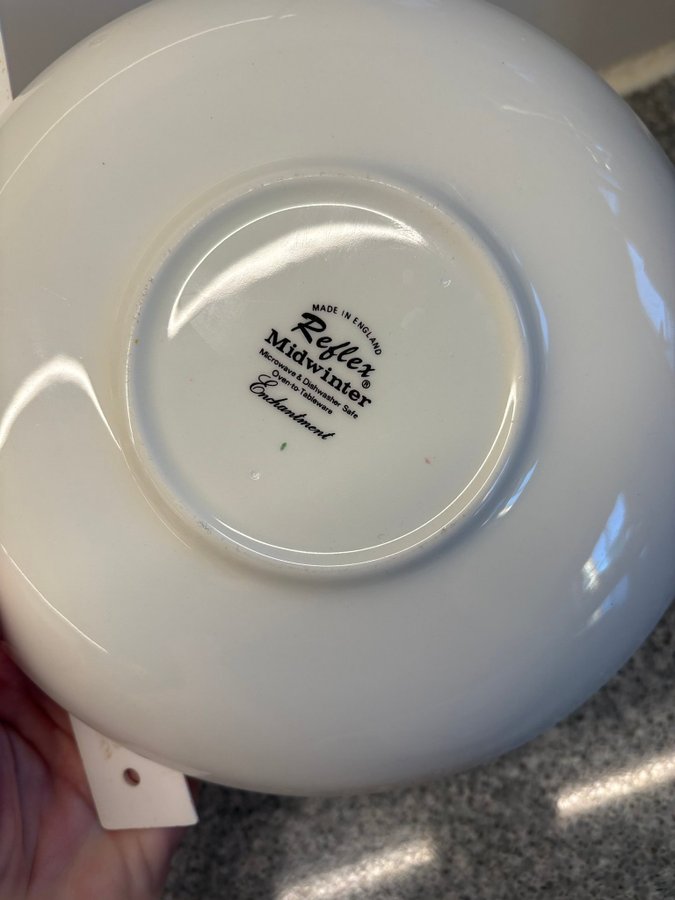 MADE IN ENGLAND
Reflex
Midwinter®
Microwave & Dishwasher Safe
Oven-to-Tableware
Enchantment